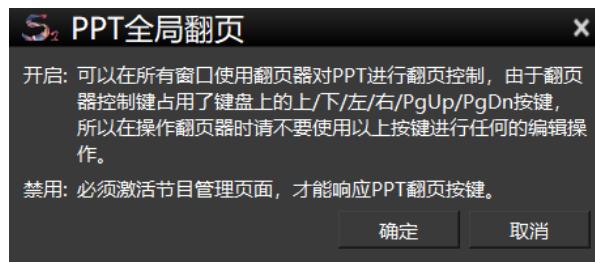 S2 PPT全局翻页
开启: 可以在所有窗口使用翻页器对PPT进行翻页控制，由于翻页
器控制键占用了键盘上的上/下/左/右/PgUp/PgDn按键，
所以在操作翻页器时请不要使用以上按键进行任何的编辑操
作。
禁用: 必须激活节目管理页面，才能响应PPT翻页按键。
确定 取消